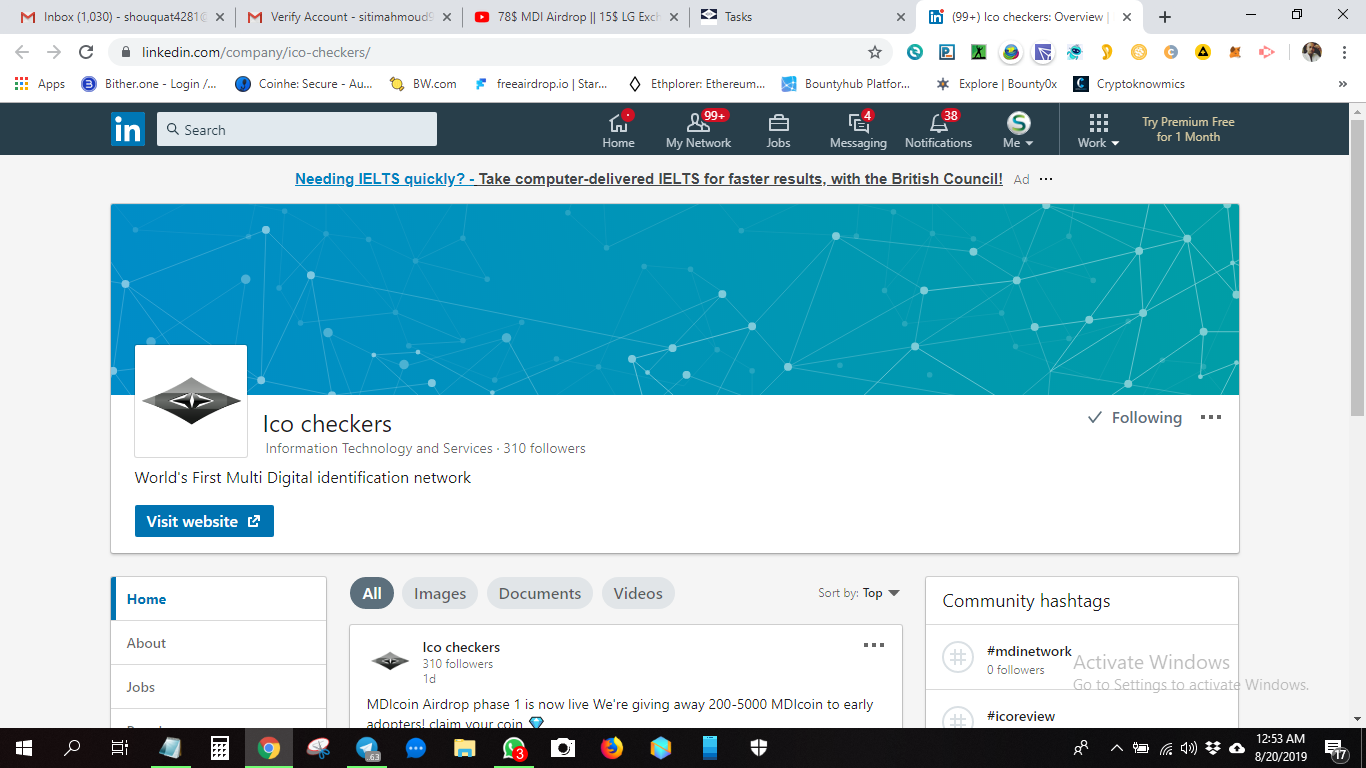 Inbox (1,030) - shouquat4281@
Verify Account - sitimahmoud9
78$ MDI Airdrop || 15$ LG Exch
Tasks
(99+) Ico checkers: Overview |
linkedin.com/company/ico-checkers/
Apps
Bither.one - Login /...
Coinhe: Secure - Au...
BW.com
freeairdrop.io | Star...
Ethplorer: Ethereum...
Bountyhub Platfor...
Explore | Bounty0x
Cryptoknowmics
in
Search
Home
99+
My Network
Jobs
4
Messaging
38
Notifications
Me
Work
Try Premium Free
for 1 Month
Needing IELTS quickly? - Take computer-delivered IELTS for faster results, with the British Council! Ad
Ico checkers
Following
Information Technology and Services · 310 followers
World's First Multi Digital identification network
Visit website
Home
About
Jobs
All
Images
Documents
Videos
Sort by: Top
Ico checkers
310 followers
1d
MDIcoin Airdrop phase 1 is now live We're giving away 200-5000 MDIcoin to early
adopters! claim your coin
Community hashtags
#mdinetwork
0 followers
#icoreview
Activate Windows
Go to Settings to activate Windows.
63
3
12:53 AM
8/20/2019
17